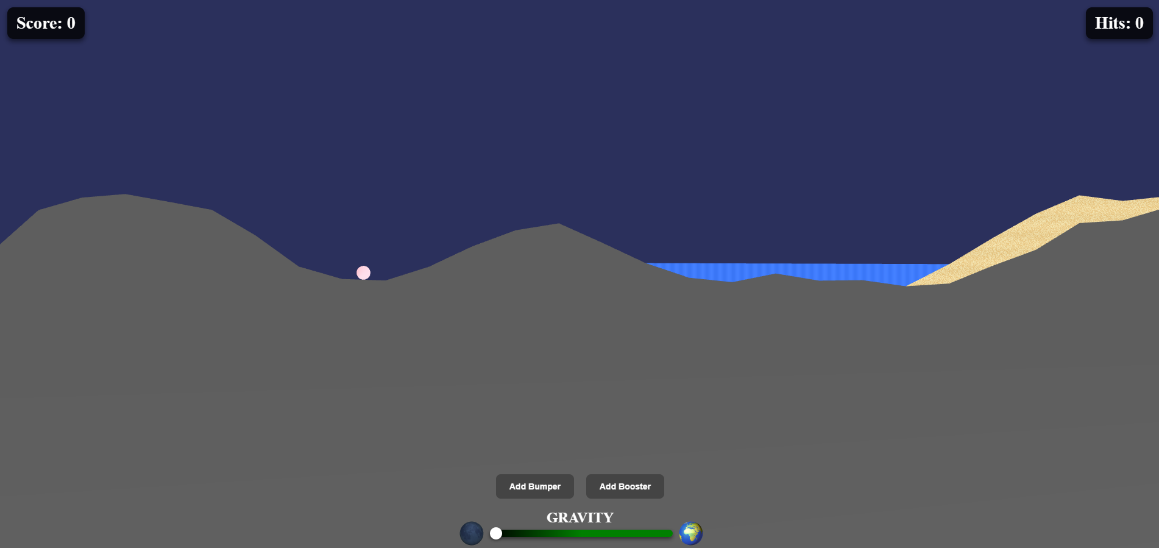 Score: 0
Hits: 0
Add Bumper
Add Booster
GRAVITY